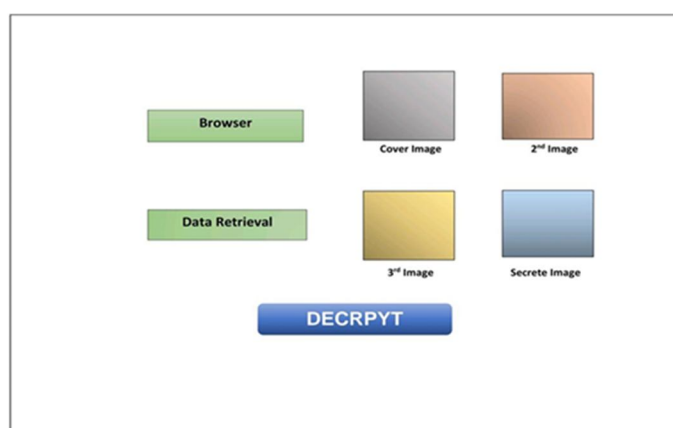 Browser
Cover Image
2nd Image
Data Retrieval
3rd Image
Secrete Image
DECRPYT